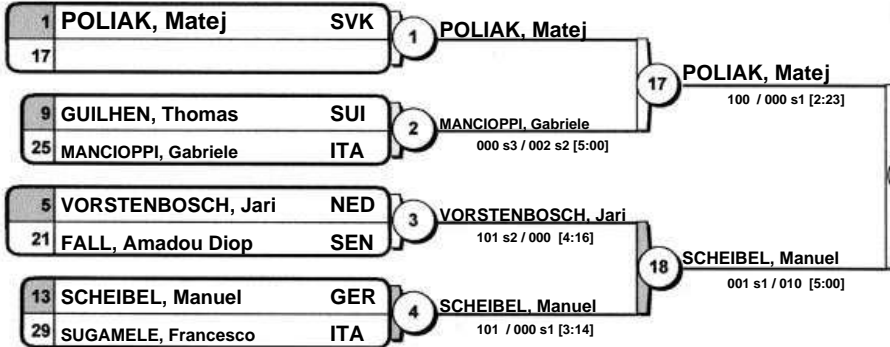 1 POLIAK, Matej SVK
17
9 GUILHEN, Thomas SUI
25 MANCIOPPI, Gabriele ITA
5 VORSTENBOSCH, Jari NED
21 FALL, Amadou Diop SEN
13 SCHEIBEL, Manuel GER
29 SUGAMELE, Francesco ITA
1 POLIAK, Matej
2 MANCIOPPI, Gabriele
000 s3 / 002 s2 [5:00]
3 VORSTENBOSCH, Jari
101 s2 / 000 [4:16]
4 SCHEIBEL, Manuel
101 / 000 s1 [3:14]
17 POLIAK, Matej
100 / 000 s1 [2:23]
18 SCHEIBEL, Manuel
001 s1 / 010 [5:00]